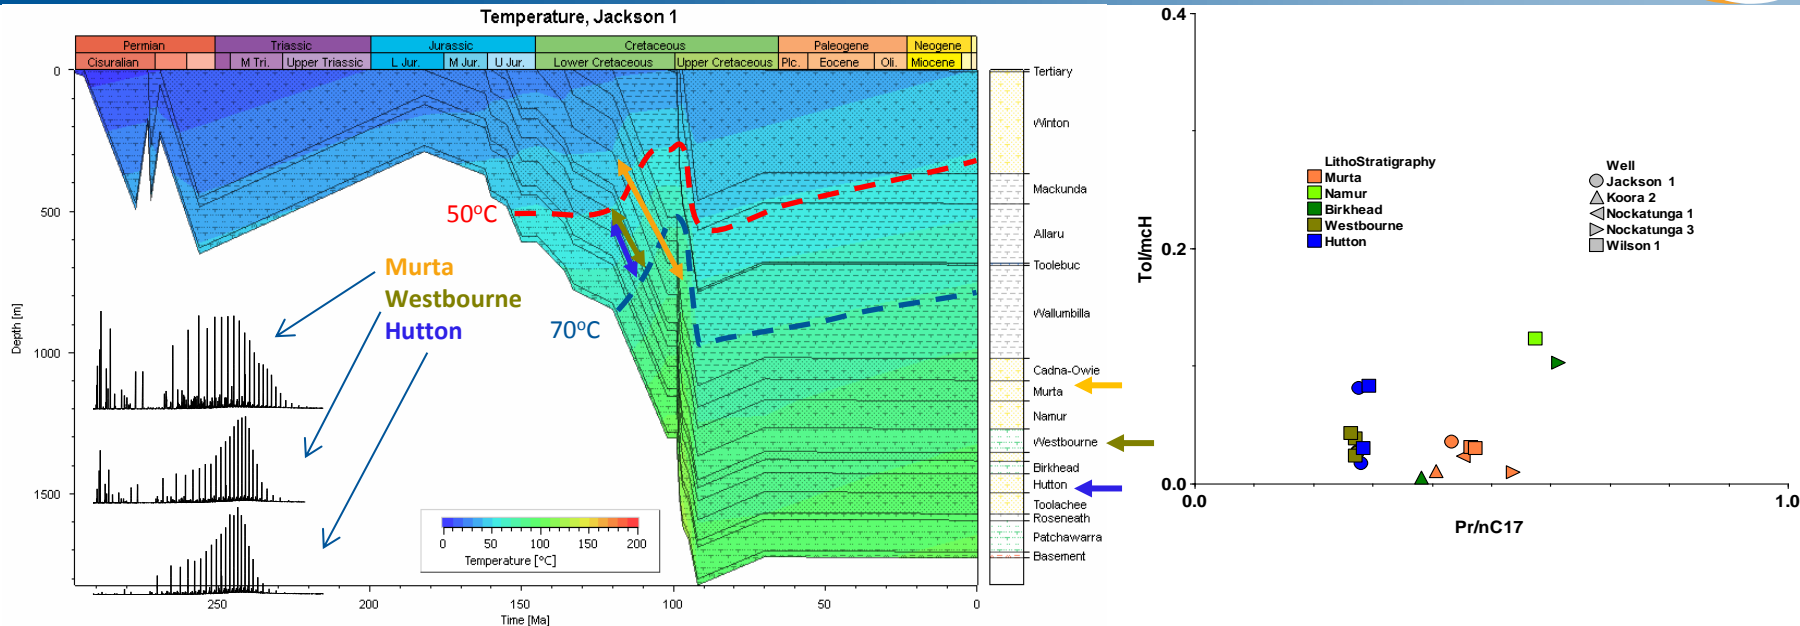 Temperature, Jackson 1
Permian Triassic Jurassic Cretaceous Paleogene Neogene
Cisuralian M Tri. Upper Triassic L Jur. M Jur. U Jur. Lower Cretaceous Upper Cretaceous Plc. Eocene Oli. Miocene
0
500
1000
1500
Depth [m]
50°C
70°C
Murta
Westbourne
Hutton
0 50 100 150 200
Temperature [°C]
250 200 150 100 50 0
Time [Ma]
Tertiary
Winton
Mackunda
Allaru
Toolebuc
Wallumbilla
Cadna-Owie
Murta
Namur
Westbourne
Birkhead
Hutton
Toolachee
Roseneath
Patchawarra
Basement
0.4
0.2
0.0
Tol/mcH
LithoStratigraphy
Murta
Namur
Birkhead
Westbourne
Hutton
Well
Jackson 1
Koora 2
Nockatunga 1
Nockatunga 3
Wilson 1
0.0 1.0
Pr/nC17